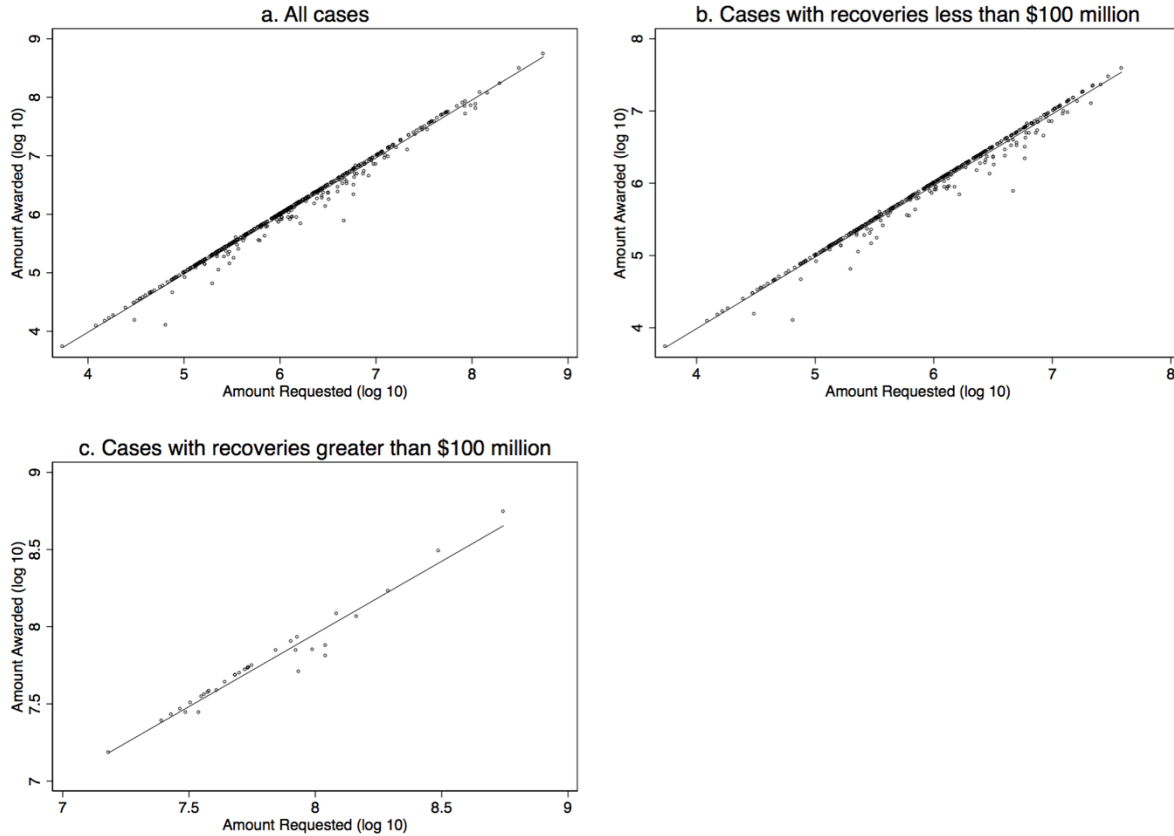 a. All cases
Amount Awarded (log 10)
9
8
7
6
5
4
4 5 6 7 8 9
Amount Requested (log 10)
b. Cases with recoveries less than $100 million
Amount Awarded (log 10)
8
7
6
5
4
4 5 6 7 8
Amount Requested (log 10)
c. Cases with recoveries greater than $100 million
Amount Awarded (log 10)
9
8.5
8
7.5
7
7 7.5 8 8.5 9
Amount Requested (log 10)